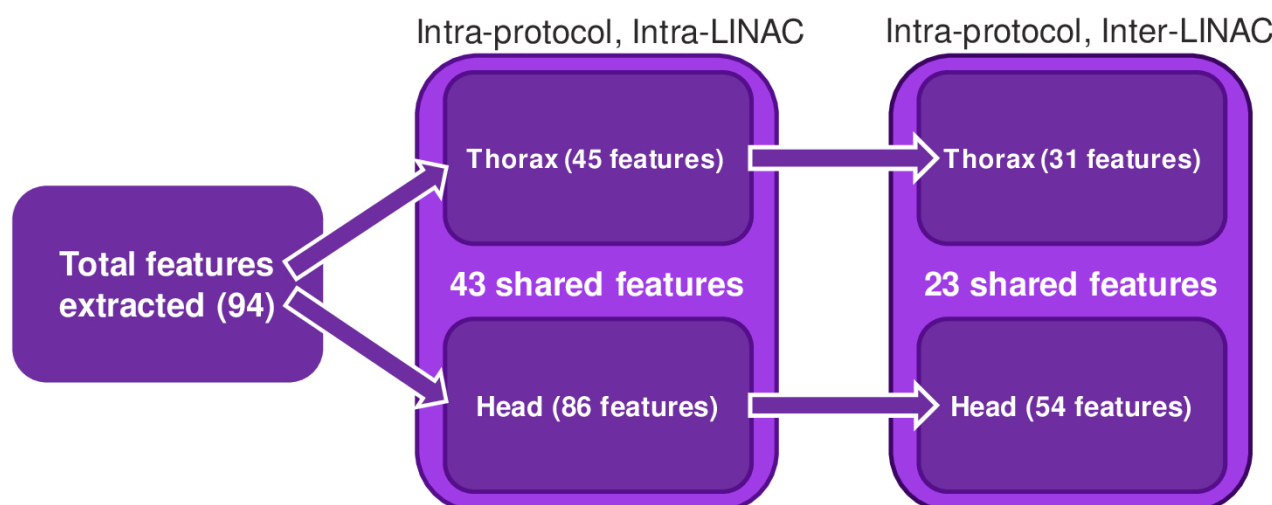 Intra-protocol, Intra-LINAC
Intra-protocol, Inter-LINAC
Total features
extracted (94)
Thorax (45 features)
43 shared features
Head (86 features)
Thorax (31 features)
23 shared features
Head (54 features)